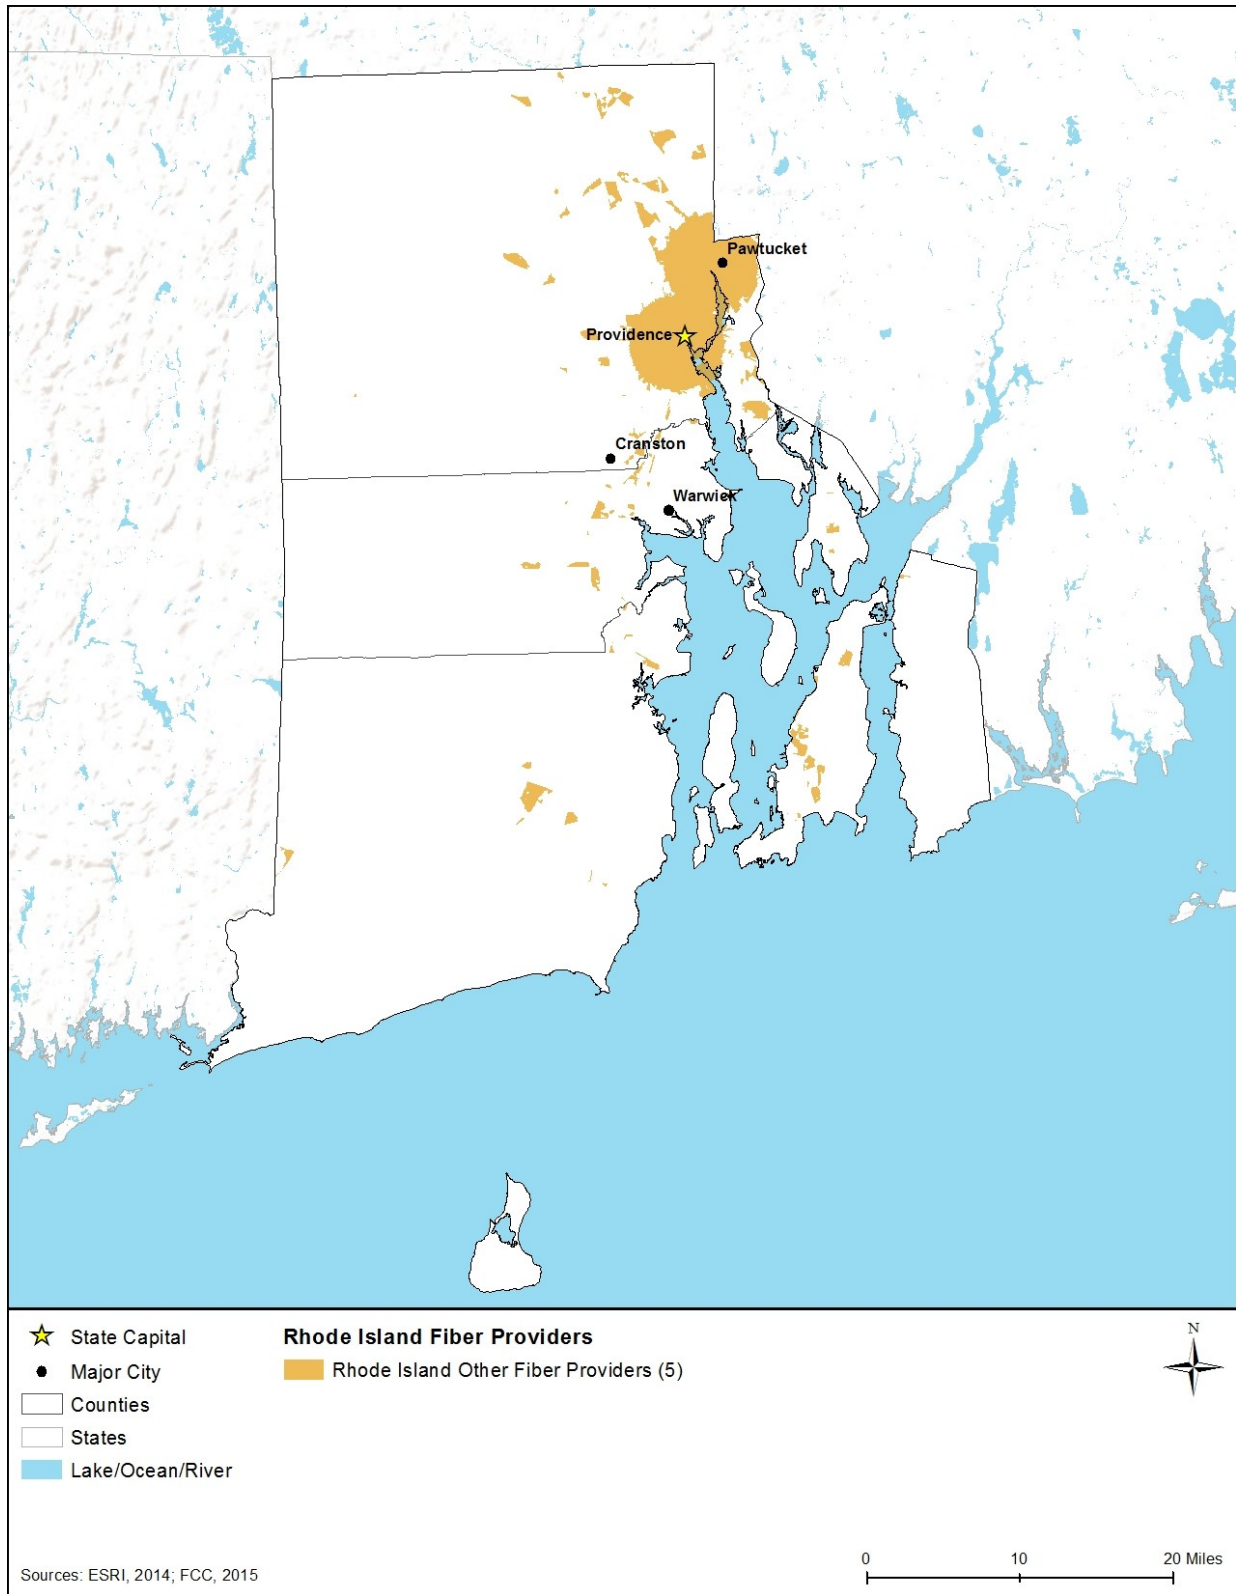 Pawtucket
Providence
Cranston
Warwick
State Capital
Major City
Counties
States
Lake/Ocean/River
Rhode Island Fiber Providers
Rhode Island Other Fiber Providers (5)
N
0 10 20 Miles
Sources: ESRI, 2014; FCC, 2015